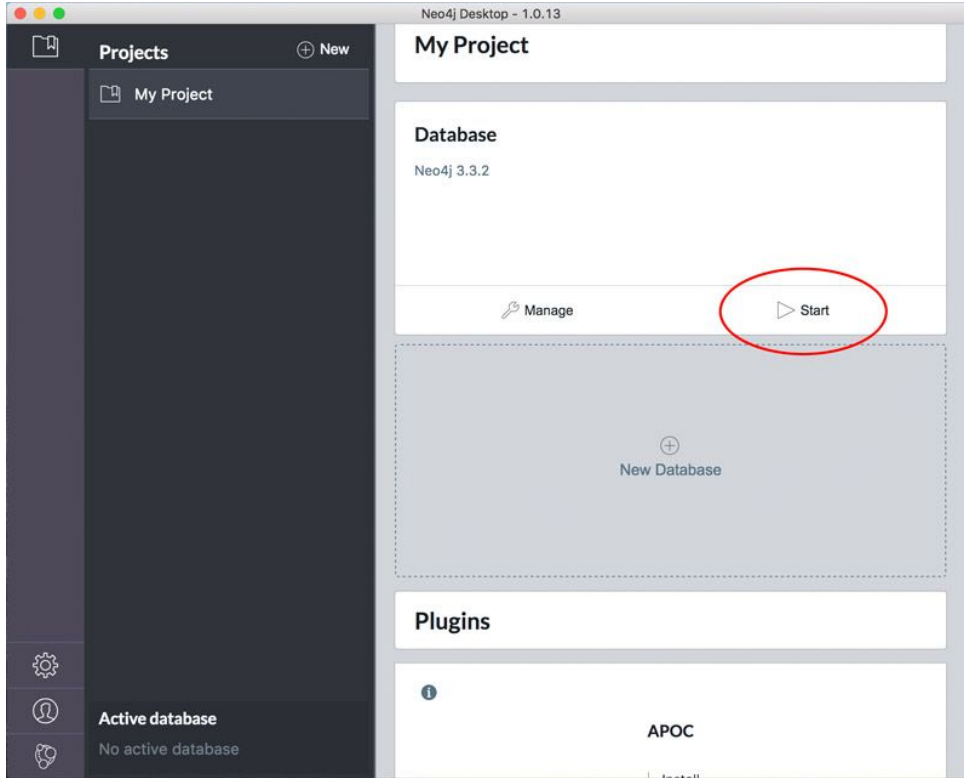 Neo4j Desktop - 1.0.13
Projects
New
My Project
Active database
No active database
My Project
Database
Neo4j 3.3.2
Manage
Start
New Database
Plugins
APOC
Install